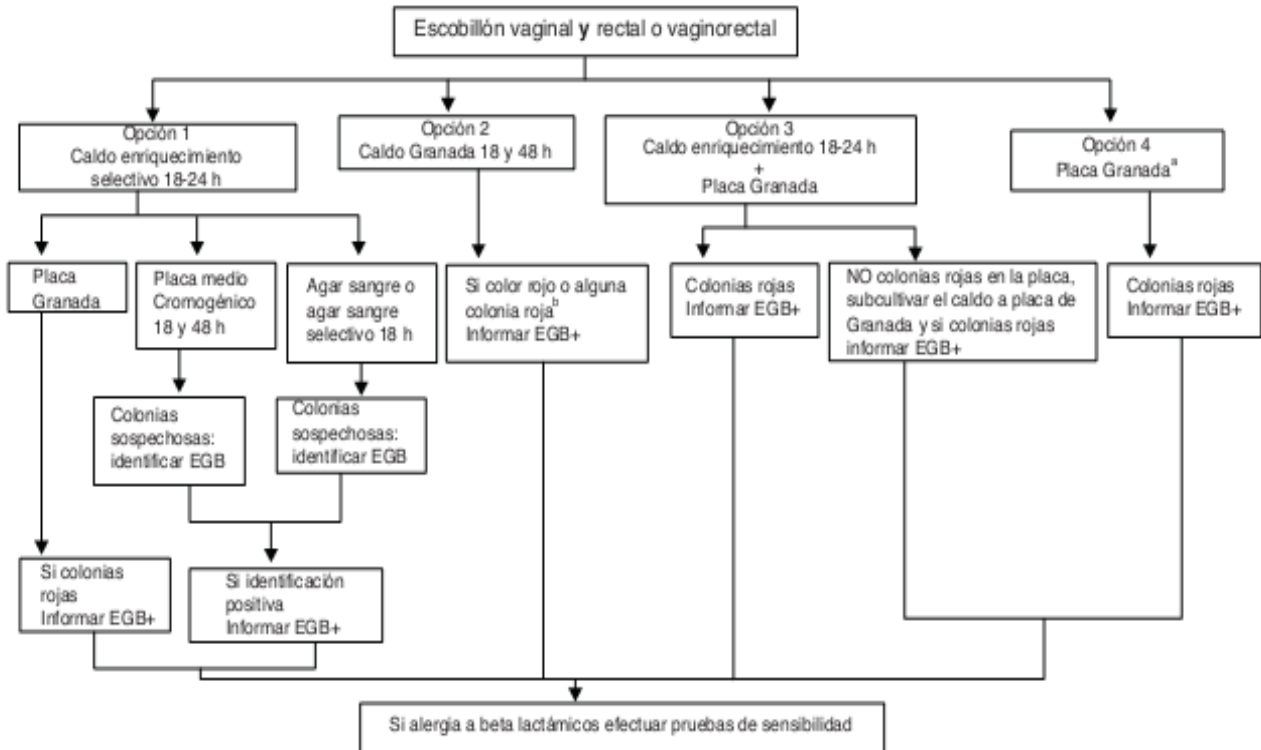 Escobillón vaginal y rectal o vaginorectal
Opción 1
Caldo enriquecimiento
selectivo 18-24 h
Opción 2
Caldo Granada 18 y 48 h
Opción 3
Caldo enriquecimiento 18-24 h
+
Placa Granada
Opción 4
Placa Granadaª
Placa
Granada
Placa medio
Cromogénico
18 y 48 h
Agar sangre o
agar sangre
selectivo 18 h
Si color rojo o alguna
colonia rojaᵇ
Informar EGB+
Colonias rojas
Informar EGB+
NO colonias rojas en la placa,
subcultivar el caldo a placa de
Granada y si colonias rojas
informar EGB+
Colonias rojas
Informar EGB+
Colonias
sospechosas:
identificar EGB
Colonias
sospechosas:
identificar EGB
Si colonias
rojas
Informar EGB+
Si identificación
positiva
Informar EGB+
Si alergia a beta lactámicos efectuar pruebas de sensibilidad